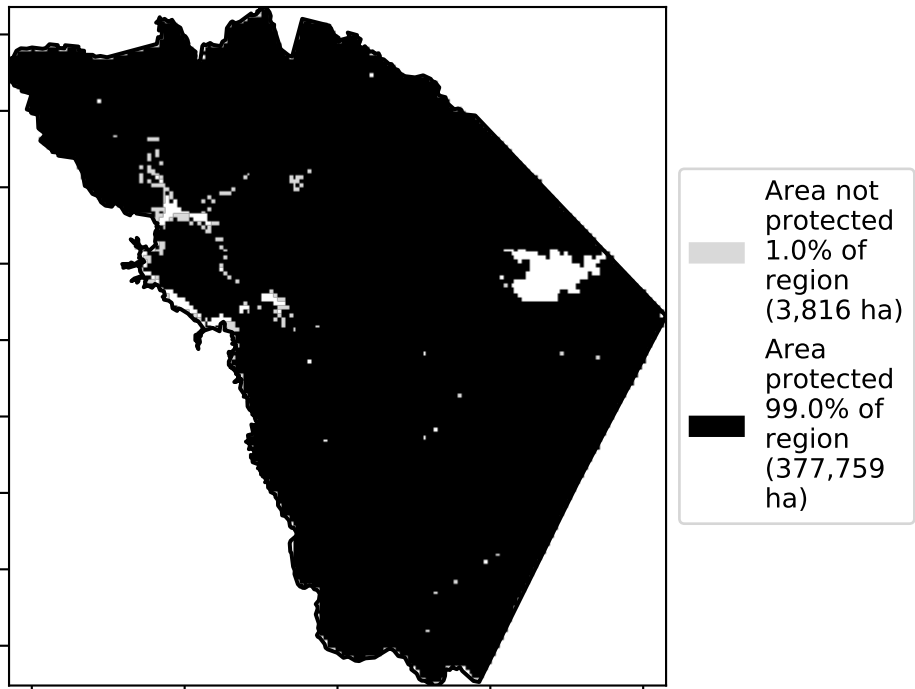 Area not
protected
1.0% of
region
(3,816 ha)
Area
protected
99.0% of
region
(377,759
ha)